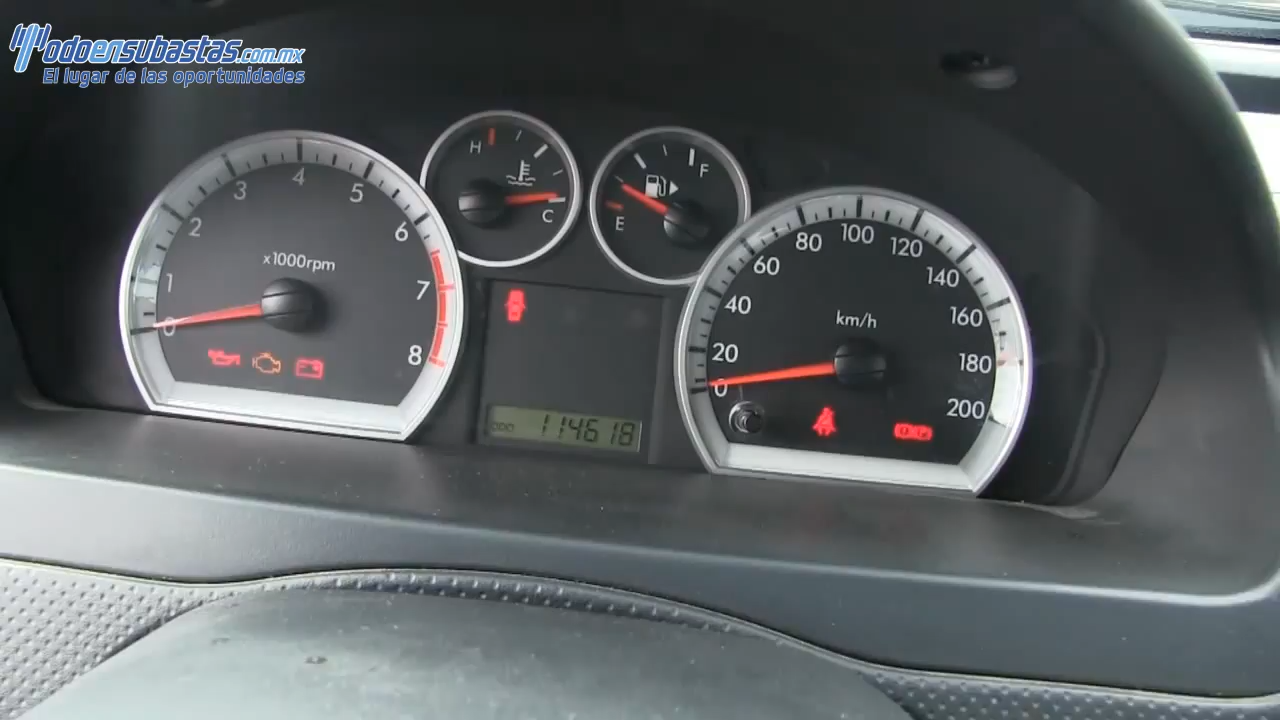 Todoensubastas.com.mx
El lugar de las oportunidades
0
1
2
3
4
5
6
7
8
x1000rpm
H
C
F
E
0
20
40
60
80
100
120
140
160
180
200
km/h
ODO 114618